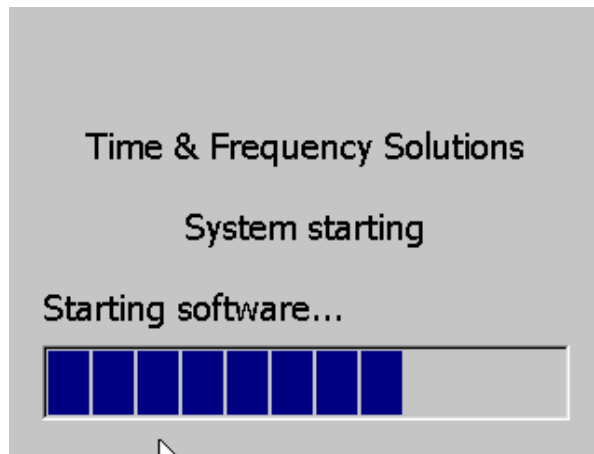 Time & Frequency Solutions
System starting
Starting software...